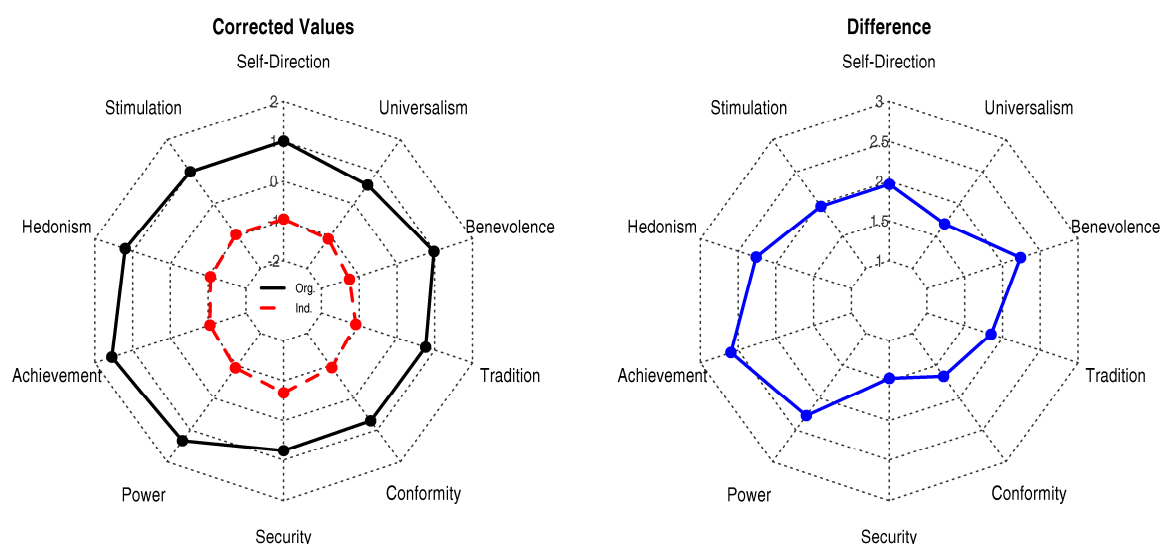 Corrected Values
Self-Direction
Stimulation
Universalism
2
1
0
-1
-2
Hedonism
Benevolence
Org.
Ind.
Achievement
Tradition
Power
Conformity
Security
Difference
Self-Direction
Stimulation
Universalism
3
2.5
2
1.5
1
Hedonism
Benevolence
Achievement
Tradition
Power
Conformity
Security